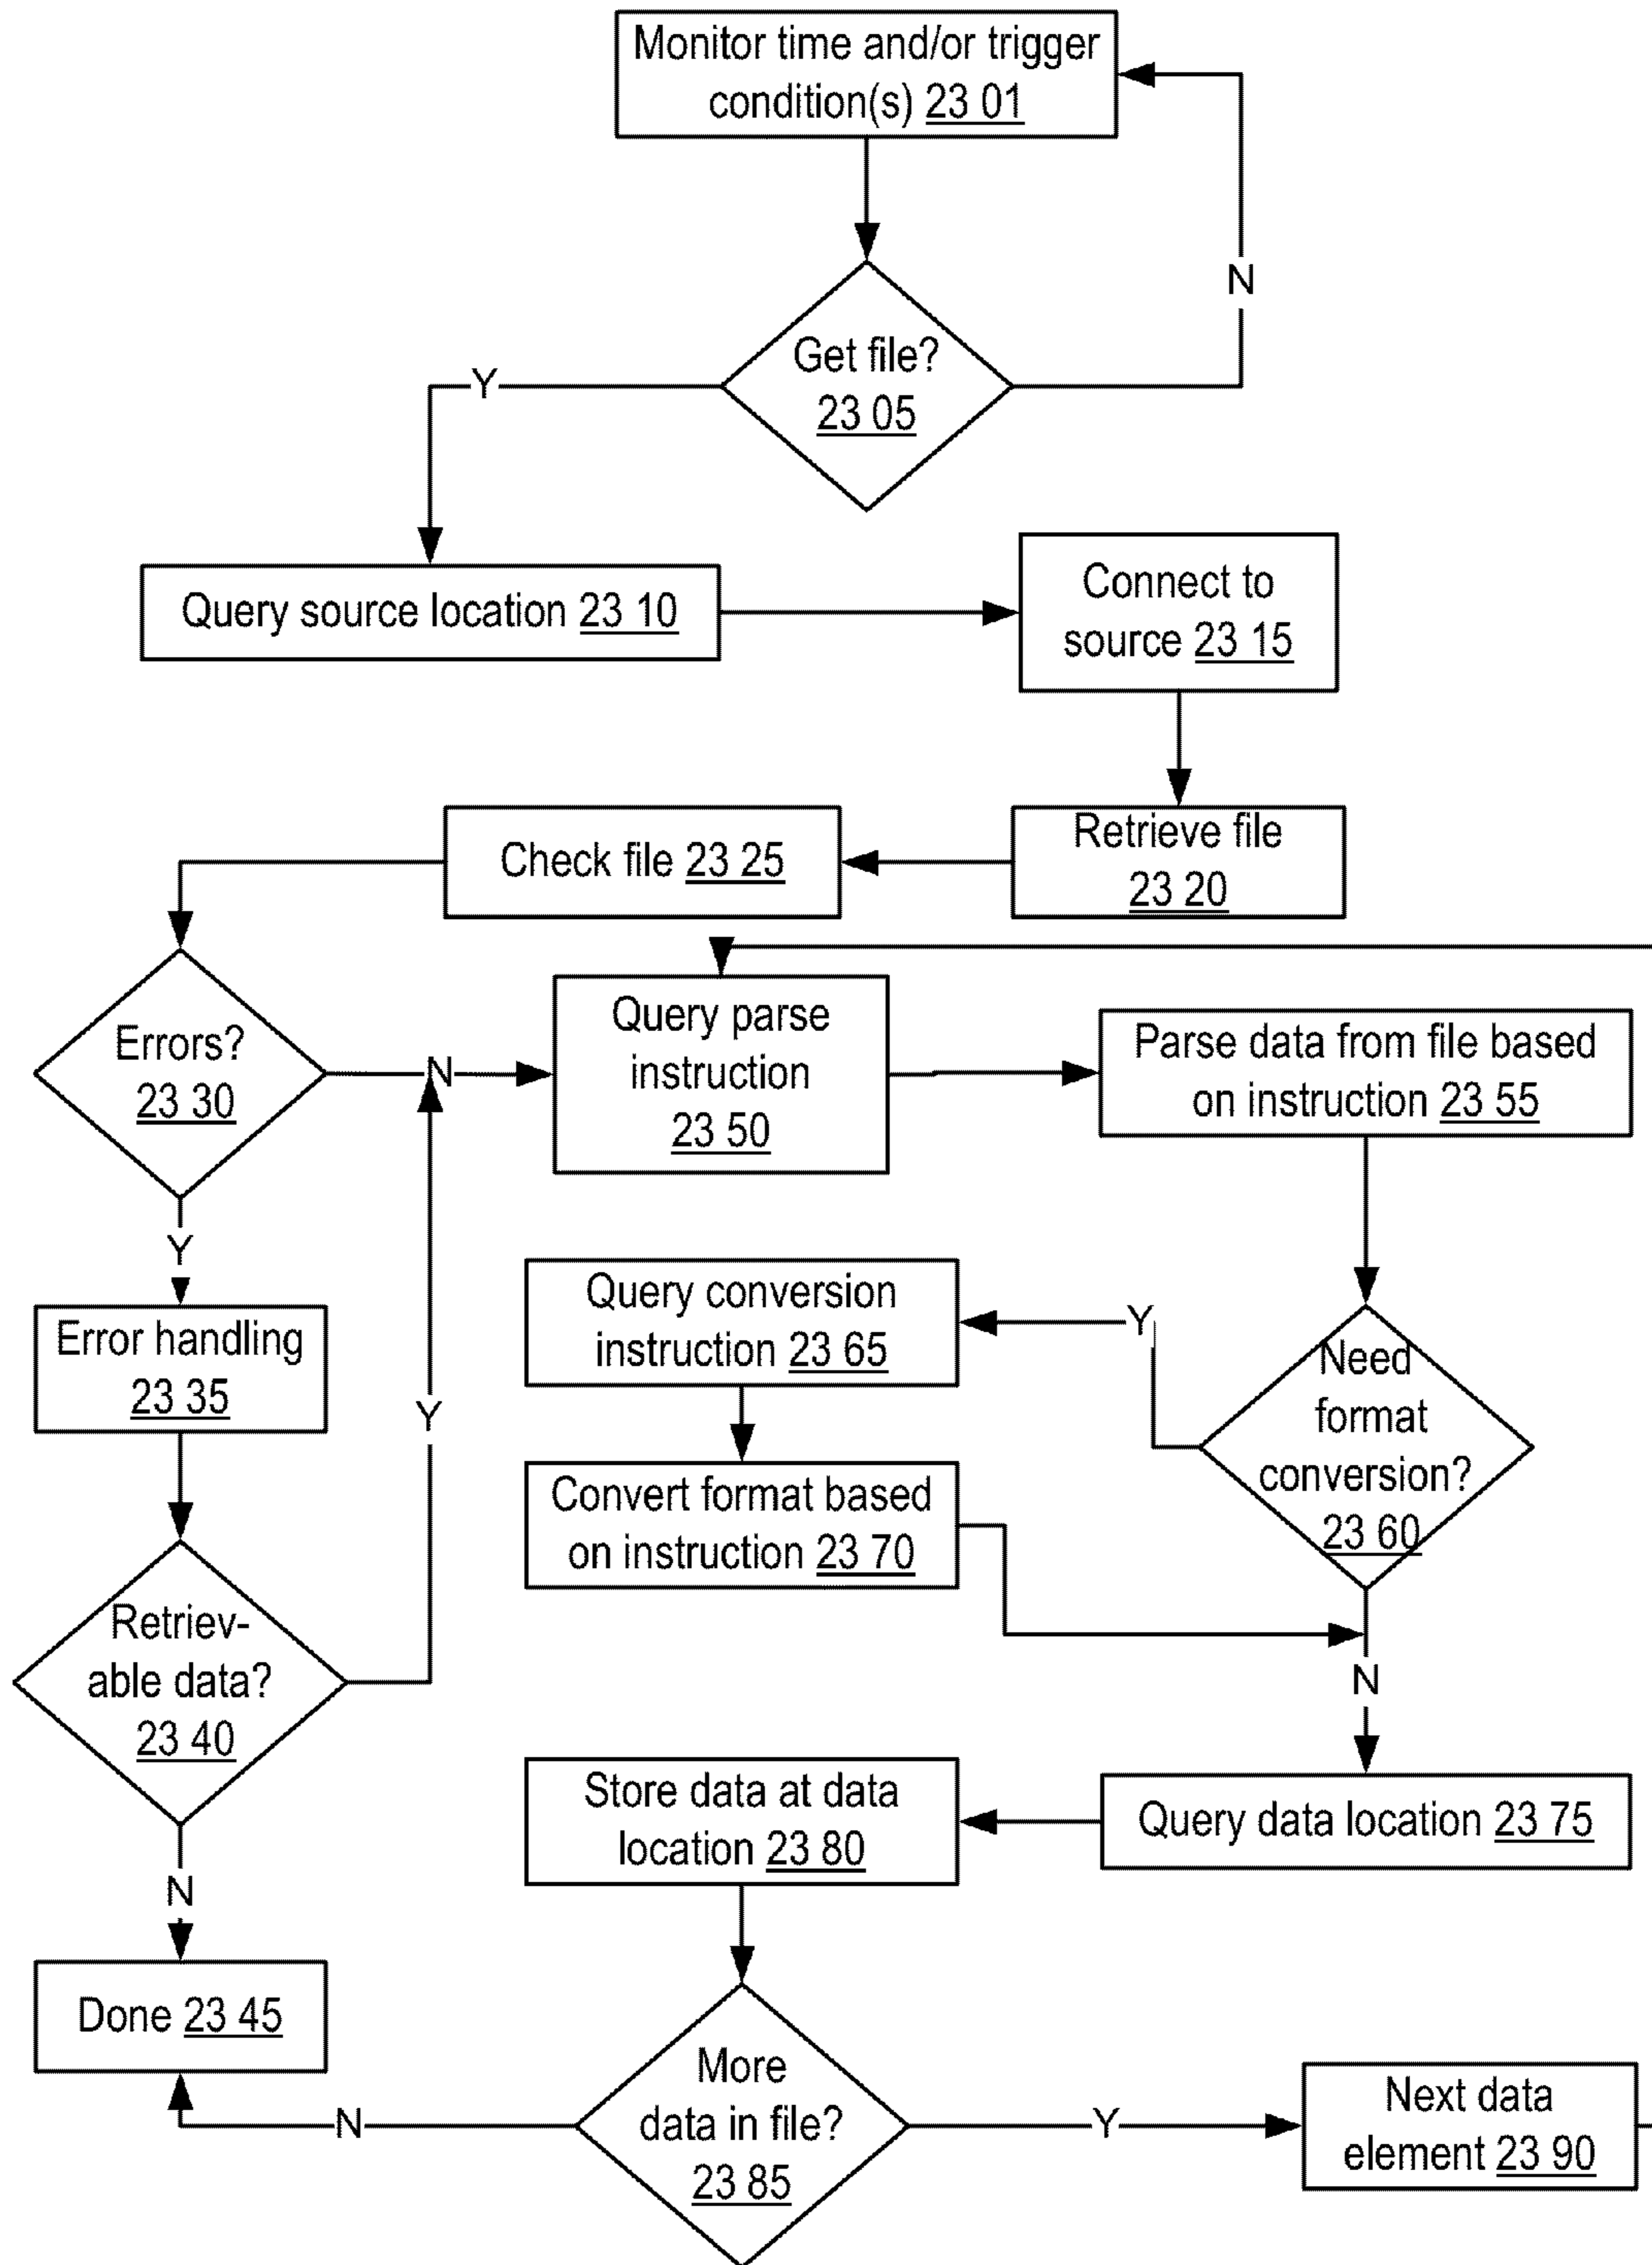 Monitor time and/or trigger
condition(s) 23 01
N
Get file?
23 05
Y
Query source location 23 10
Connect to
source 23 15
Retrieve file
23 20
Check file 23 25
Errors?
23 30
N
Query parse
instruction
23 50
Parse data from file based
on instruction 23 55
Y
Error handling
23 35
Y
Query conversion
instruction 23 65
Y
Need
format
conversion?
23 60
Convert format based
on instruction 23 70
Retriev-
able data?
23 40
N
N
Store data at data
location 23 80
Query data location 23 75
Done 23 45
N
More
data in file?
23 85
Y
Next data
element 23 90